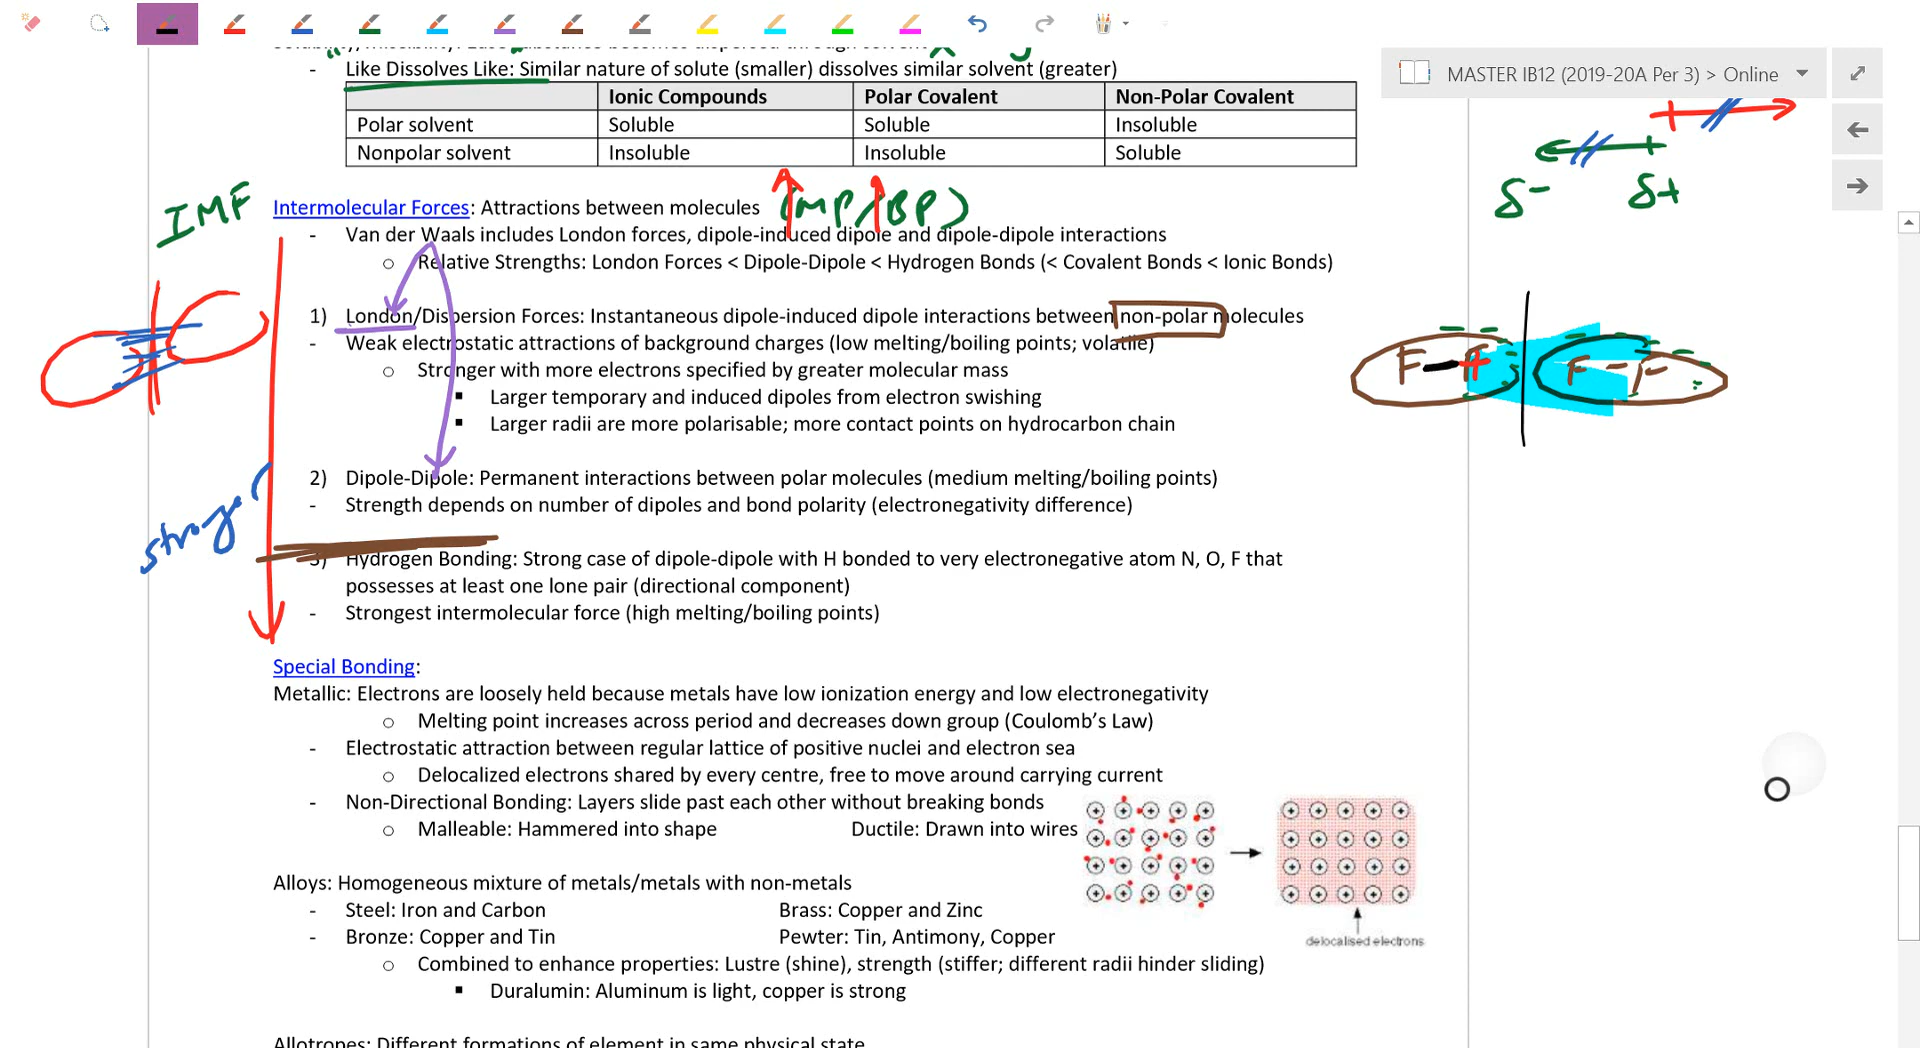 MASTER IB12 (2019-20A Per 3) > Online
- Like Dissolves Like: Similar nature of solute (smaller) dissolves similar solvent (greater)
Ionic Compounds Polar Covalent Non-Polar Covalent
Polar solvent Soluble Soluble Insoluble
Nonpolar solvent Insoluble Insoluble Soluble
δ- δ+
IMF
Intermolecular Forces: Attractions between molecules (MP/BP)
- Van der Waals includes London forces, dipole-induced dipole and dipole-dipole interactions
o Relative Strengths: London Forces < Dipole-Dipole < Hydrogen Bonds (< Covalent Bonds < Ionic Bonds)
1) London/Dispersion Forces: Instantaneous dipole-induced dipole interactions between non-polar molecules
- Weak electrostatic attractions of background charges (low melting/boiling points; volatile)
o Stronger with more electrons specified by greater molecular mass
▪ Larger temporary and induced dipoles from electron swishing
▪ Larger radii are more polarisable; more contact points on hydrocarbon chain
F - F
2) Dipole-Dipole: Permanent interactions between polar molecules (medium melting/boiling points)
- Strength depends on number of dipoles and bond polarity (electronegativity difference)
stronger
3) Hydrogen Bonding: Strong case of dipole-dipole with H bonded to very electronegative atom N, O, F that
possesses at least one lone pair (directional component)
- Strongest intermolecular force (high melting/boiling points)
Special Bonding:
Metallic: Electrons are loosely held because metals have low ionization energy and low electronegativity
o Melting point increases across period and decreases down group (Coulomb’s Law)
- Electrostatic attraction between regular lattice of positive nuclei and electron sea
o Delocalized electrons shared by every centre, free to move around carrying current
- Non-Directional Bonding: Layers slide past each other without breaking bonds
o Malleable: Hammered into shape Ductile: Drawn into wires
delocalised electrons
Alloys: Homogeneous mixture of metals/metals with non-metals
- Steel: Iron and Carbon Brass: Copper and Zinc
- Bronze: Copper and Tin Pewter: Tin, Antimony, Copper
o Combined to enhance properties: Lustre (shine), strength (stiffer; different radii hinder sliding)
▪ Duralumin: Aluminum is light, copper is strong
Allotropes: Different formations of element in same physical state